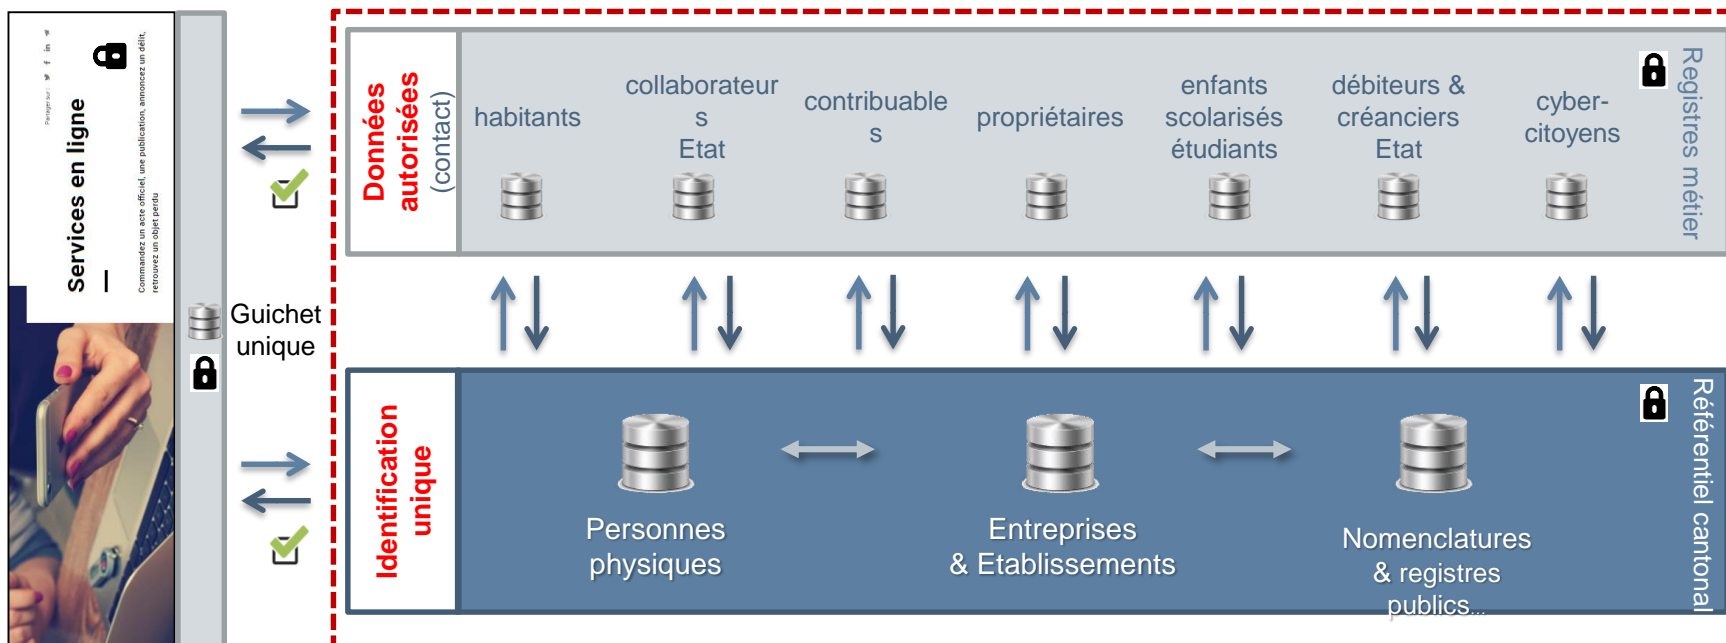 Partager sur :
Services en ligne
Commandez un acte officiel, une publication, annoncez un délit,
retrouvez un objet perdu
Guichet
unique
Données
autorisées
(contact)
habitants
collaborateur
s
Etat
contribuable
s
propriétaires
enfants
scolarisés
étudiants
débiteurs &
créanciers
Etat
cyber-
citoyens
Registres métier
Identification
unique
Personnes
physiques
Entreprises
& Etablissements
Nomenclatures
& registres
publics...
Référentiel cantonal